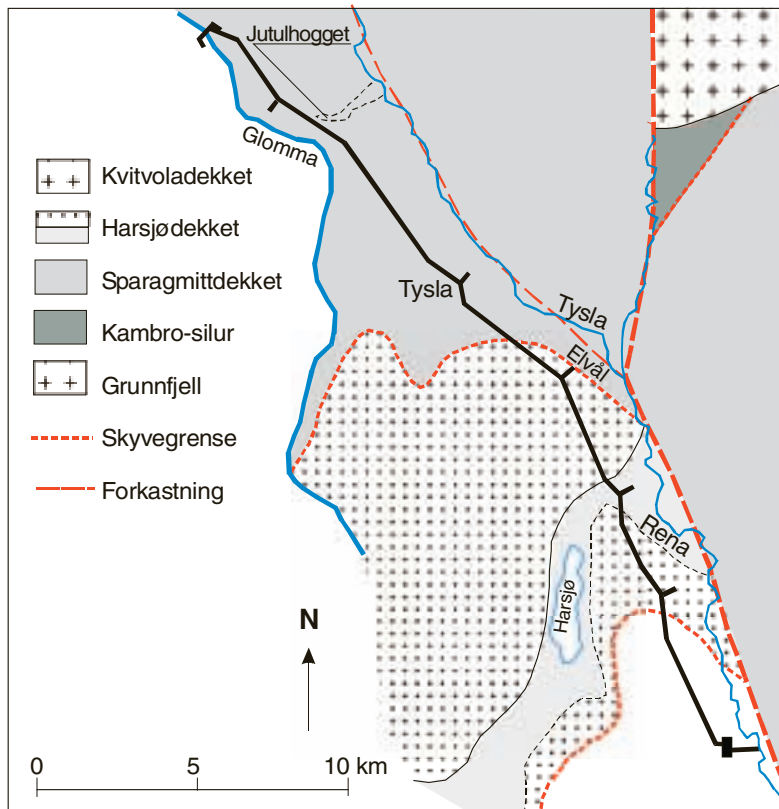 Jutulhogget
Glomma
Kvitvoladekket
Harsjødekket
Sparagmittdekket
Kambro-silur
Grunnfjell
Skyvegrense
Forkastning
Tysla
Tysla
Elvål
Rena
Harsjø
N
0 5 10 km